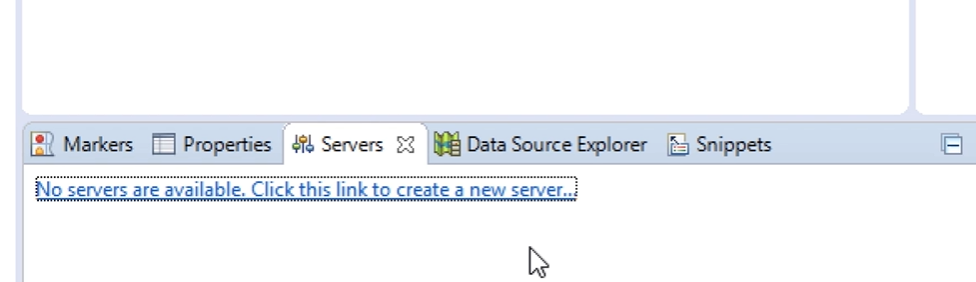 Markers Properties Servers Data Source Explorer Snippets
No servers are available. Click this link to create a new server...